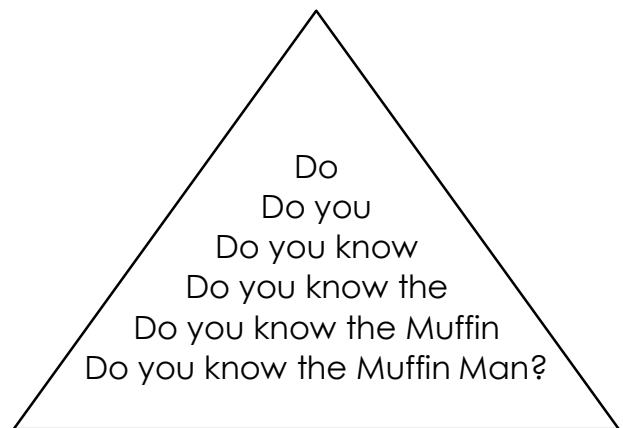 Do
Do you
Do you know
Do you know the
Do you know the Muffin
Do you know the Muffin Man?